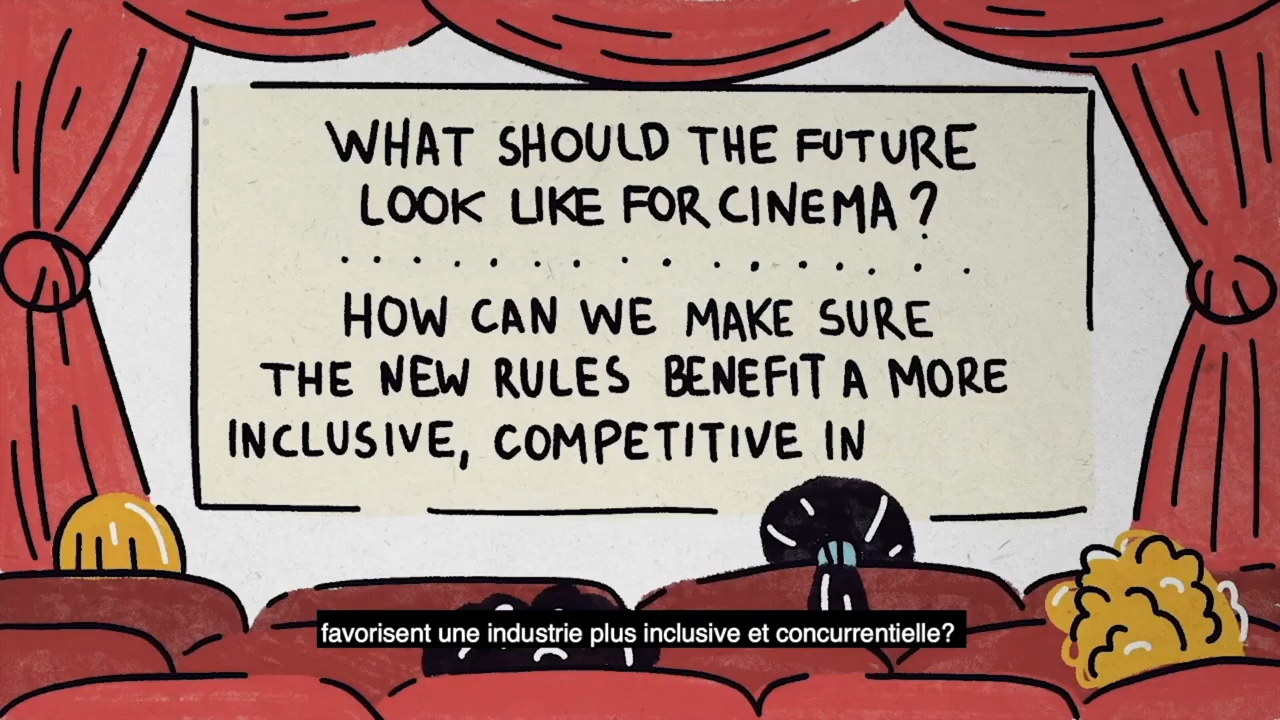 WHAT SHOULD THE FUTURE
LOOK LIKE FOR CINEMA?
HOW CAN WE MAKE SURE
THE NEW RULES BENEFIT A MORE
INCLUSIVE, COMPETITIVE IN
favorisent une industrie plus inclusive et concurrentielle?